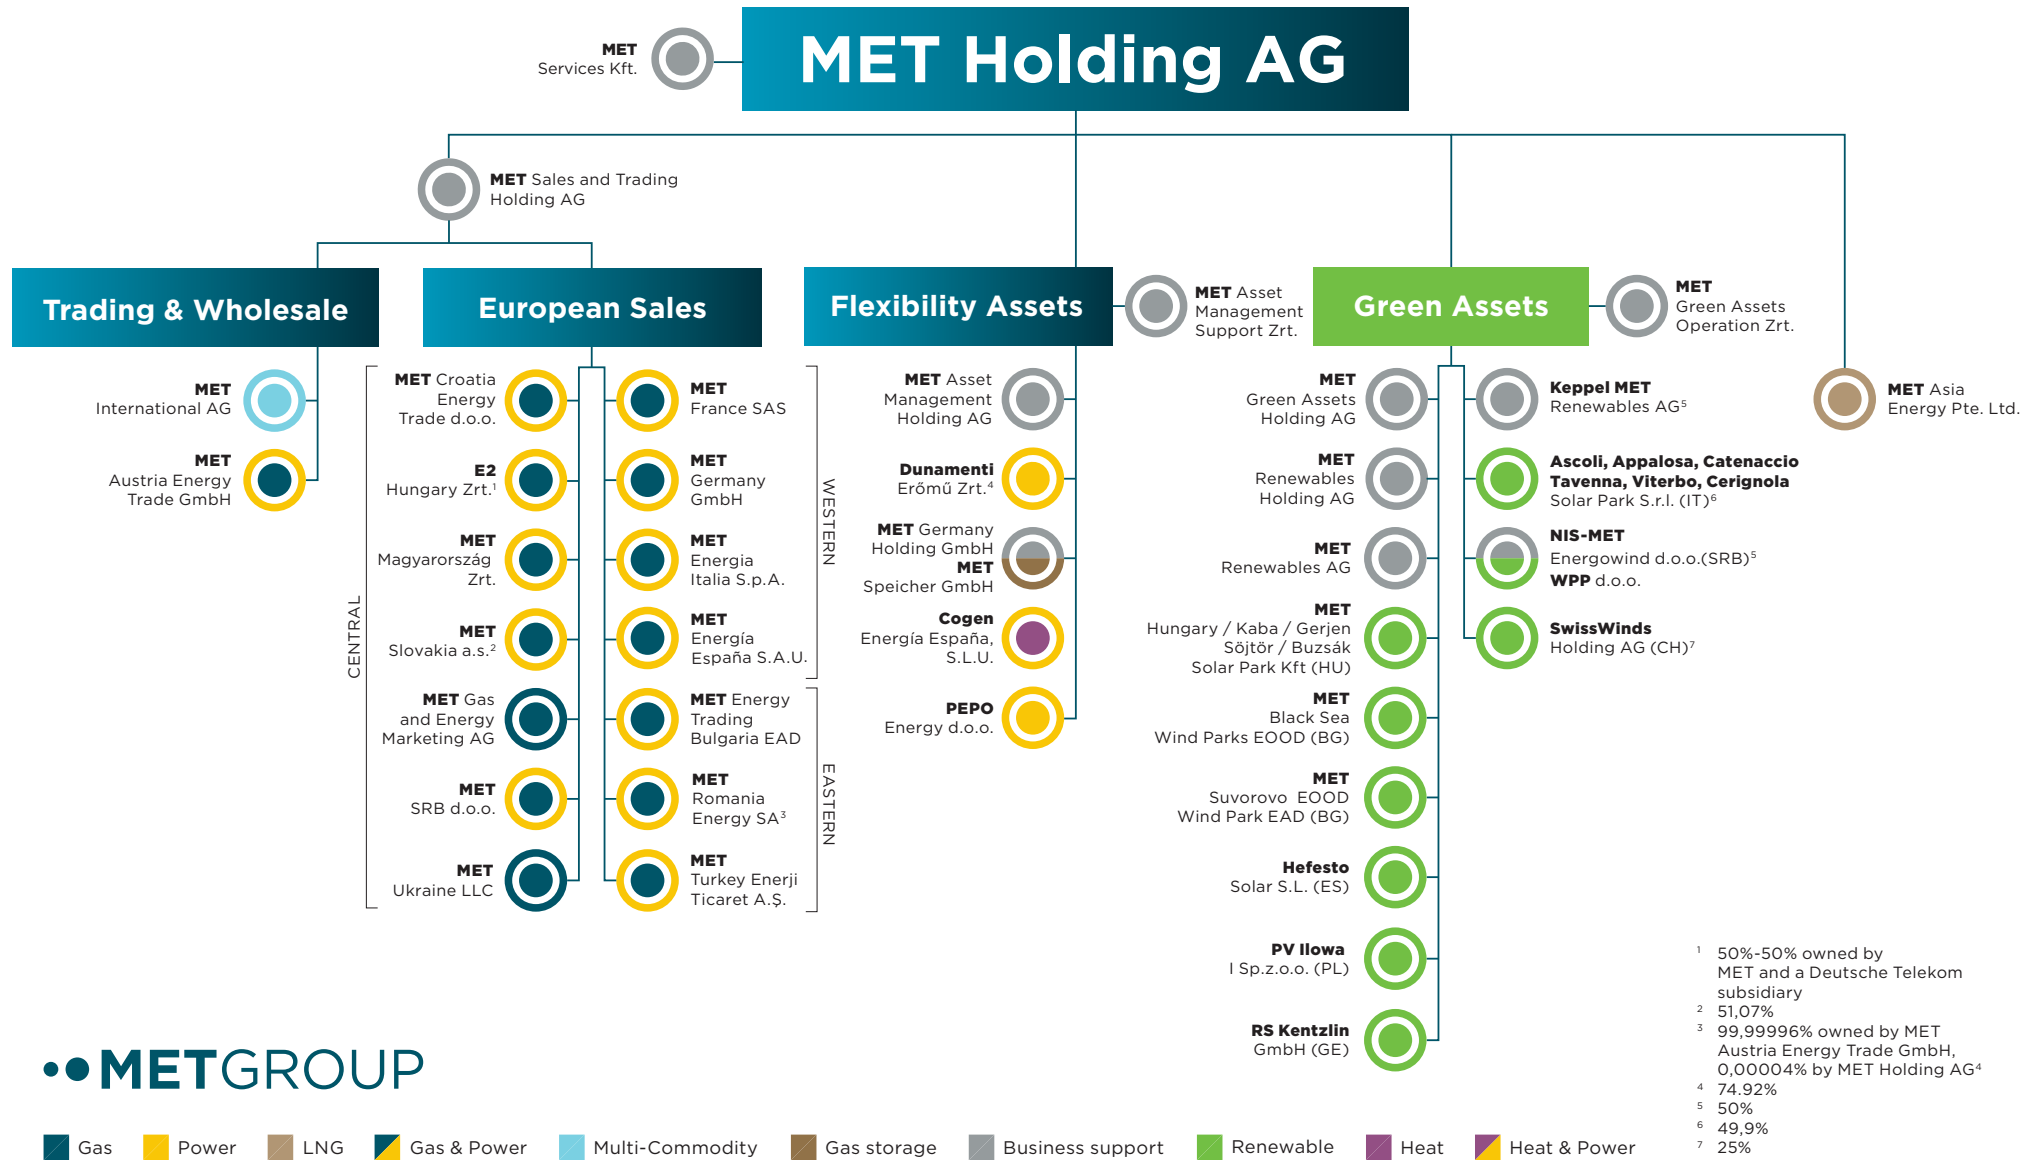 MET
Services Kft.
MET Holding AG
MET Sales and Trading
Holding AG
Trading & Wholesale
European Sales
Flexibility Assets
MET Asset
Management
Support Zrt.
Green Assets
MET
Green Assets
Operation Zrt.
MET
International AG
MET
Austria Energy
Trade GmbH
CENTRAL
MET Croatia
Energy
Trade d.o.o.
E2
Hungary Zrt.¹
MET
Magyarország
Zrt.
MET
Slovakia a.s.²
MET Gas
and Energy
Marketing AG
MET
SRB d.o.o.
MET
Ukraine LLC
MET
France SAS
MET
Germany
GmbH
MET
Energia
Italia S.p.A.
MET
Energía
España S.A.U.
WESTERN
MET Energy
Trading
Bulgaria EAD
MET
Romania
Energy SA³
MET
Turkey Enerji
Ticaret A.Ş.
EASTERN
MET Asset
Management
Holding AG
Dunamenti
Erőmű Zrt.⁴
MET Germany
Holding GmbH
MET
Speicher GmbH
Cogen
Energía España,
S.L.U.
PEPO
Energy d.o.o.
MET
Green Assets
Holding AG
MET
Renewables
Holding AG
MET
Renewables AG
MET
Hungary / Kaba / Gerjen
Söjtör / Buzsák
Solar Park Kft (HU)
MET
Black Sea
Wind Parks EOOD (BG)
MET
Suvorovo EOOD
Wind Park EAD (BG)
Hefesto
Solar S.L. (ES)
PV Ilowa
I Sp.z.o.o. (PL)
RS Kentzlin
GmbH (GE)
Keppel MET
Renewables AG⁵
Ascoli, Appalosa, Catenaccio
Tavenna, Viterbo, Cerignola
Solar Park S.r.l. (IT)⁶
NIS-MET
Energowind d.o.o.(SRB)⁵
WPP d.o.o.
SwissWinds
Holding AG (CH)⁷
MET Asia
Energy Pte. Ltd.
¹ 50%-50% owned by
MET and a Deutsche Telekom
subsidiary
² 51,07%
³ 99,99996% owned by MET
Austria Energy Trade GmbH,
0,00004% by MET Holding AG⁴
⁴ 74.92%
⁵ 50%
⁶ 49,9%
⁷ 25%
METGROUP
Gas
Power
LNG
Gas & Power
Multi-Commodity
Gas storage
Business support
Renewable
Heat
Heat & Power